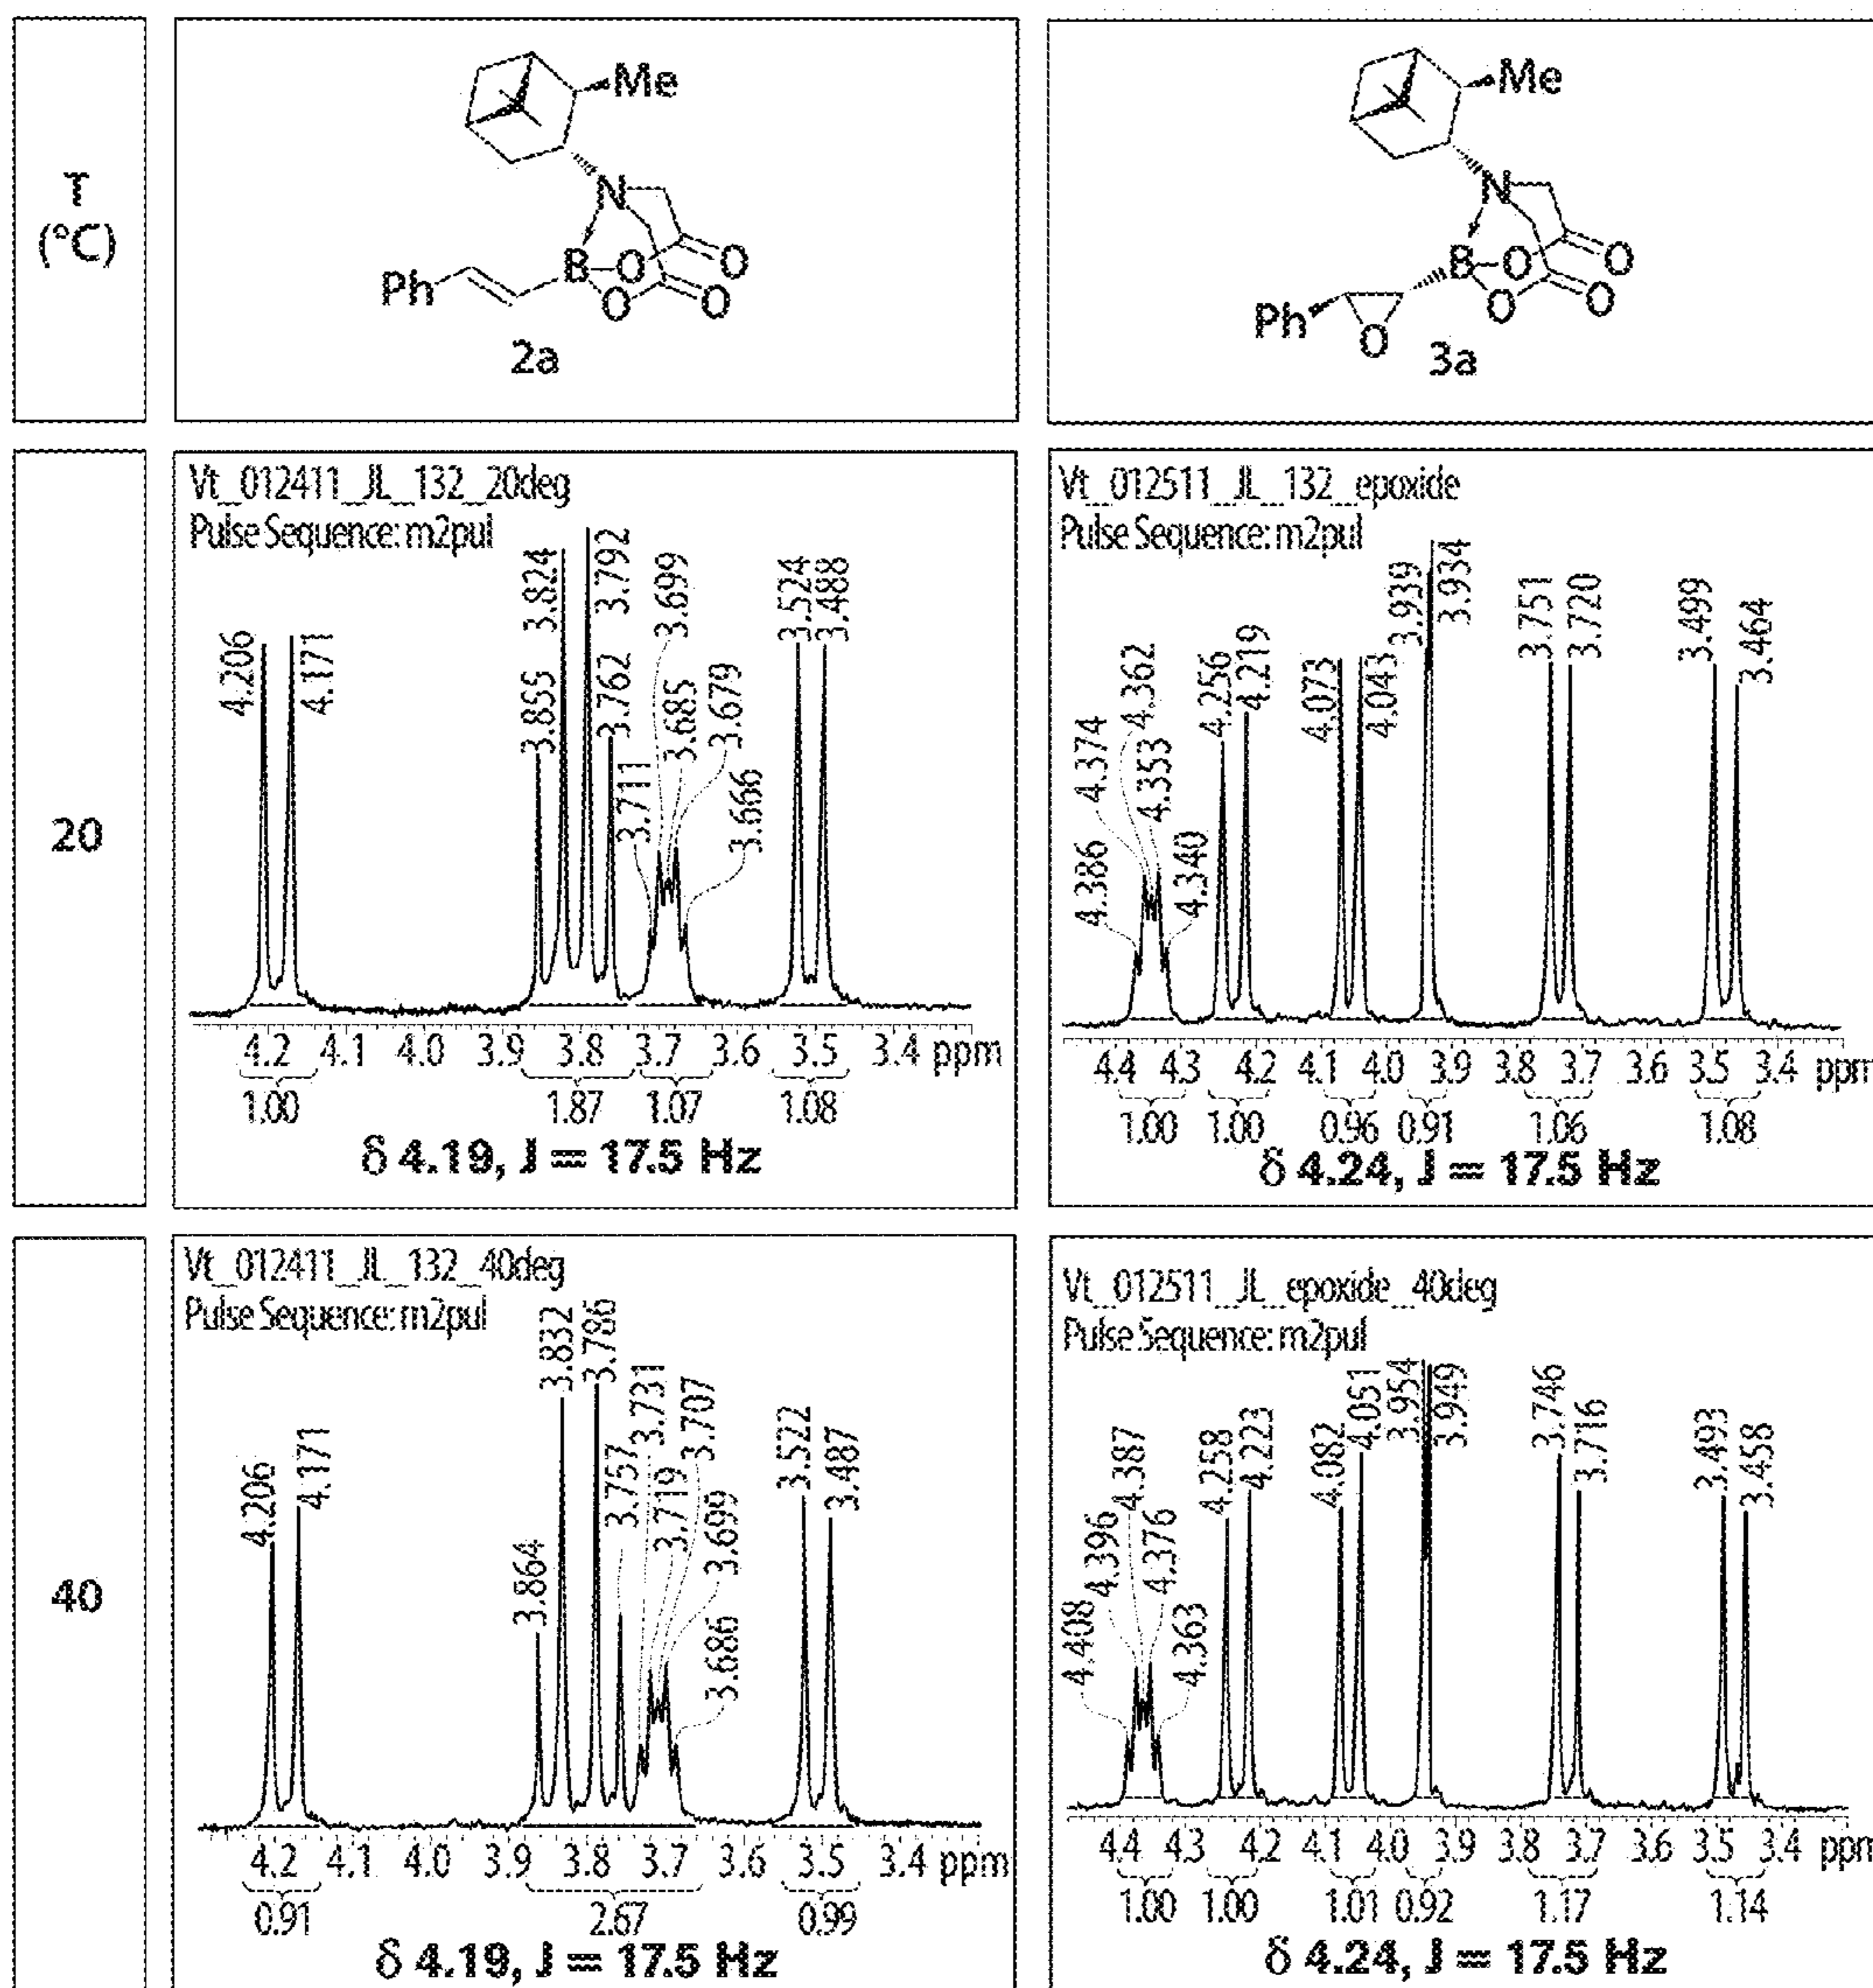 T
(°C)
Me
N
B
O
O
O
O
Ph
2a
Me
N
B
O
O
O
O
Ph
O
3a
20
Vt_012411_JL_132_20deg
Pulse Sequence: m2pul
4.206
4.171
3.855
3.824
3.792
3.762
3.711
3.699
3.685
3.679
3.666
3.524
3.488
4.2 4.1 4.0 3.9 3.8 3.7 3.6 3.5 3.4 ppm
1.00 1.87 1.07 1.08
δ 4.19, J = 17.5 Hz
Vt_012511_JL_132_epoxide
Pulse Sequence: m2pul
4.386
4.374
4.362
4.353
4.340
4.256
4.219
4.073
4.043
3.939
3.934
3.751
3.720
3.499
3.464
4.4 4.3 4.2 4.1 4.0 3.9 3.8 3.7 3.6 3.5 3.4 ppm
1.00 1.00 0.96 0.91 1.06 1.08
δ 4.24, J = 17.5 Hz
40
Vt_012411_JL_132_40deg
Pulse Sequence: m2pul
4.206
4.171
3.864
3.832
3.786
3.757
3.731
3.719
3.707
3.699
3.686
3.522
3.487
4.2 4.1 4.0 3.9 3.8 3.7 3.6 3.5 3.4 ppm
0.91 2.67 0.99
δ 4.19, J = 17.5 Hz
Vt_012511_JL_epoxide_40deg
Pulse Sequence: m2pul
4.408
4.396
4.387
4.376
4.363
4.258
4.223
4.082
4.051
3.954
3.949
3.746
3.716
3.493
3.458
4.4 4.3 4.2 4.1 4.0 3.9 3.8 3.7 3.6 3.5 3.4 ppm
1.00 1.00 1.01 0.92 1.17 1.14
δ 4.24, J = 17.5 Hz